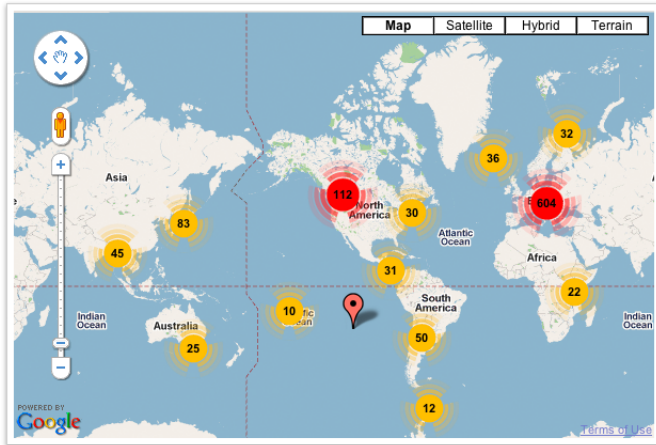 Map
Satellite
Hybrid
Terrain
32
36
Asia
112
North
America
604
30
83
Atlantic
Ocean
45
Africa
31
22
South
America
10
Indian
Ocean
Australia
Indian
Ocean
50
25
12
POWERED BY
Google
Terms of Use